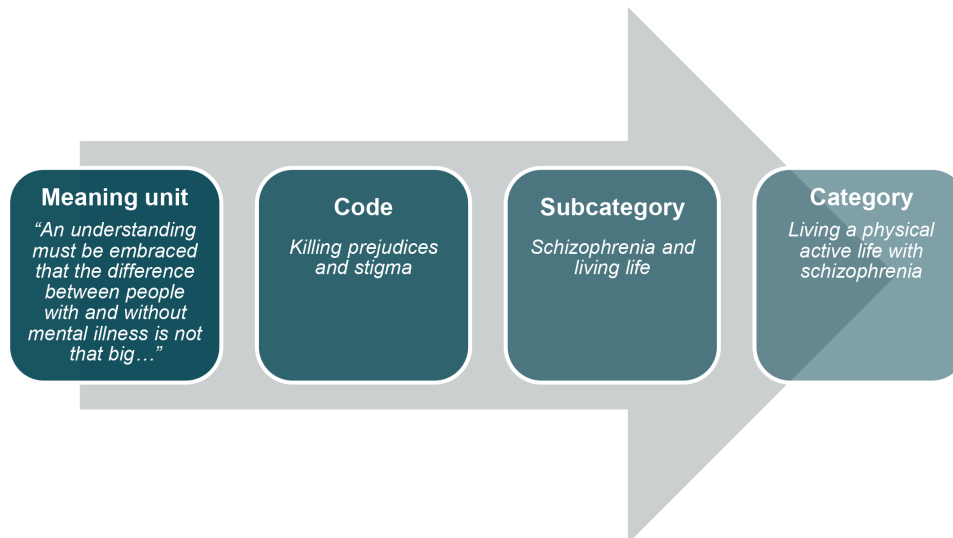 Meaning unit
“An understanding
must be embraced
that the difference
between people
with and without
mental illness is not
that big…”
Code
Killing prejudices
and stigma
Subcategory
Schizophrenia and
living life
Category
Living a physical
active life with
schizophrenia